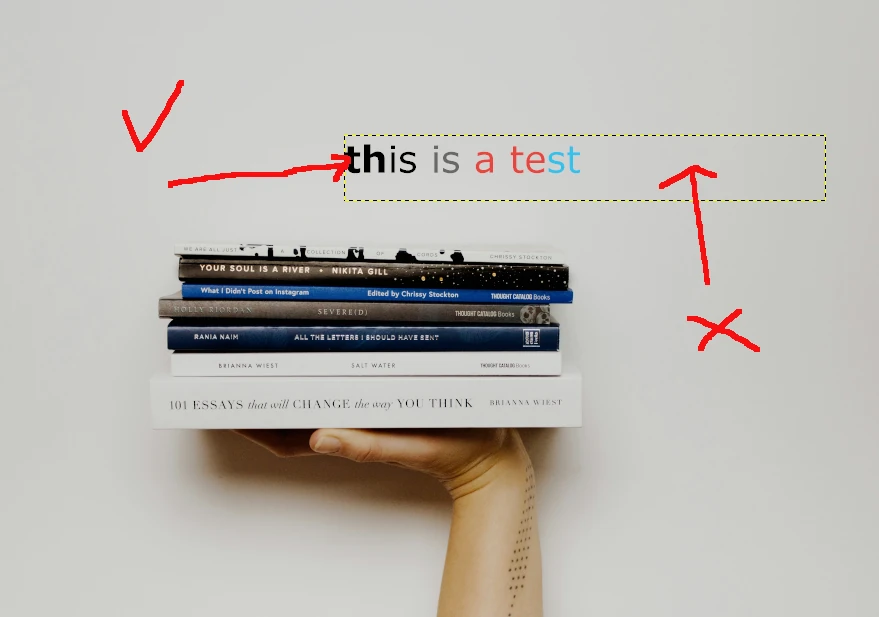 this is a test
WE ARE ALL JUST A COLLECTION OF CORDS CHRISSY STOCKTON
YOUR SOUL IS A RIVER • NIKITA GILL
What I Didn't Post on Instagram Edited by Chrissy Stockton THOUGHT CATALOG Books
HOLLY RIORDAN SEVERE(D) THOUGHT CATALOG Books
RANIA NAIM ALL THE LETTERS I SHOULD HAVE SENT
BRIANNA WIEST SALT WATER THOUGHT CATALOG Books
101 ESSAYS that will CHANGE the way YOU THINK BRIANNA WIEST